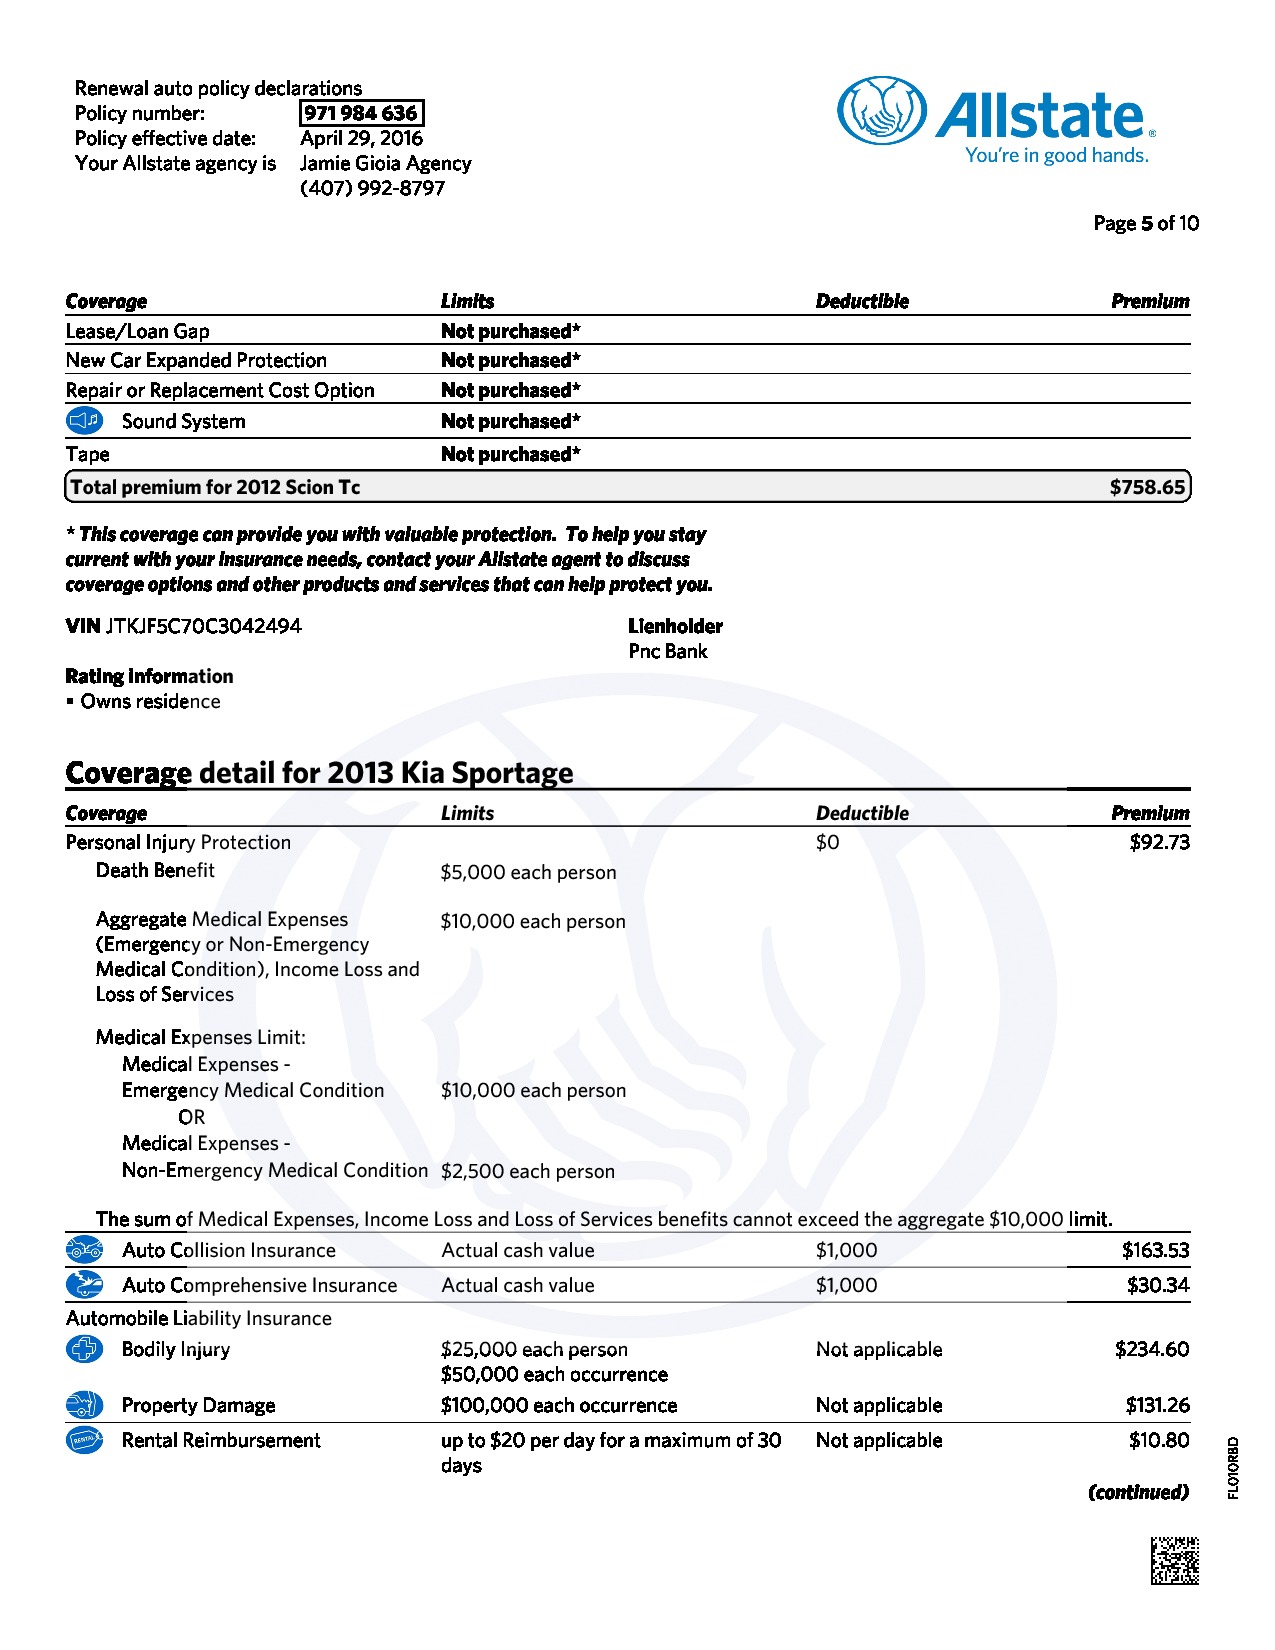 Renewal auto policy declarations
Policy number: 971 984 636
Policy effective date: April 29, 2016
Your Allstate agency is Jamie Gioia Agency
(407) 992-8797
Allstate®
You're in good hands.
Page 5 of 10
Coverage Limits Deductible Premium
Lease/Loan Gap Not purchased*
New Car Expanded Protection Not purchased*
Repair or Replacement Cost Option Not purchased*
Sound System Not purchased*
Tape Not purchased*
Total premium for 2012 Scion Tc $758.65
* This coverage can provide you with valuable protection. To help you stay
current with your insurance needs, contact your Allstate agent to discuss
coverage options and other products and services that can help protect you.
VIN JTKJF5C70C3042494 Lienholder
Pnc Bank
Rating information
▪ Owns residence
Coverage detail for 2013 Kia Sportage
Coverage Limits Deductible Premium
Personal Injury Protection $0 $92.73
Death Benefit $5,000 each person
Aggregate Medical Expenses $10,000 each person
(Emergency or Non-Emergency
Medical Condition), Income Loss and
Loss of Services
Medical Expenses Limit:
Medical Expenses -
Emergency Medical Condition $10,000 each person
OR
Medical Expenses -
Non-Emergency Medical Condition $2,500 each person
The sum of Medical Expenses, Income Loss and Loss of Services benefits cannot exceed the aggregate $10,000 limit.
Auto Collision Insurance Actual cash value $1,000 $163.53
Auto Comprehensive Insurance Actual cash value $1,000 $30.34
Automobile Liability Insurance
Bodily Injury $25,000 each person Not applicable $234.60
$50,000 each occurrence
Property Damage $100,000 each occurrence Not applicable $131.26
RENTAL Rental Reimbursement up to $20 per day for a maximum of 30 Not applicable $10.80
days
(continued)
FL010RBD